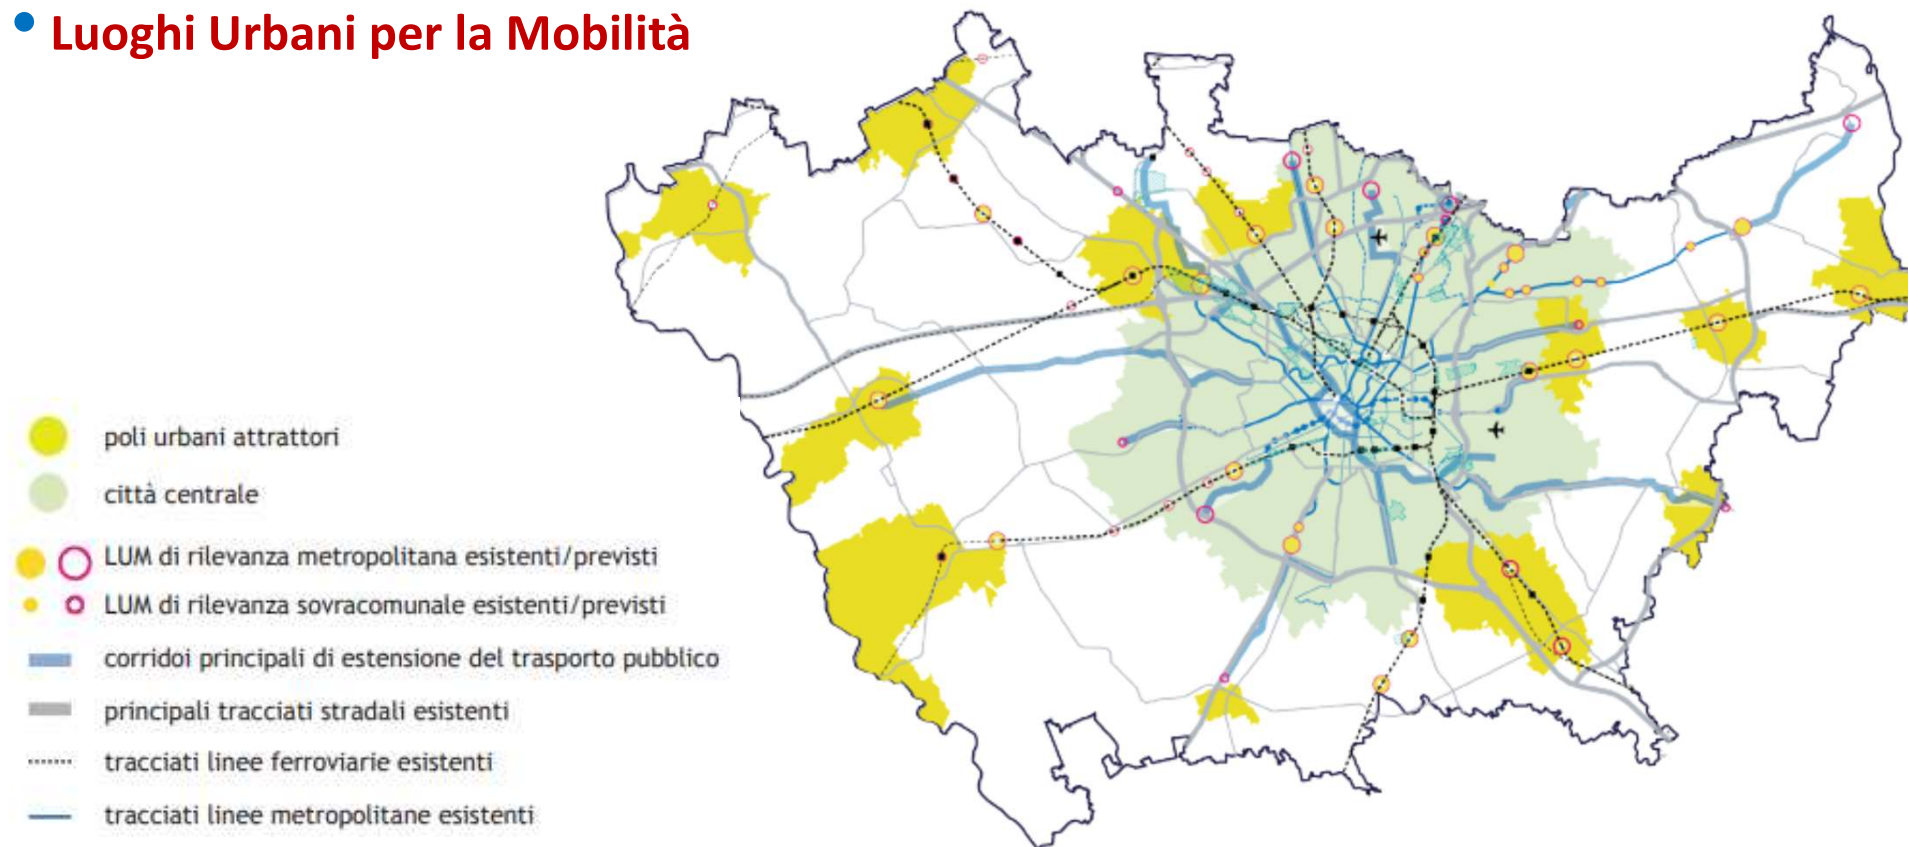 • Luoghi Urbani per la Mobilità
poli urbani attrattori
città centrale
LUM di rilevanza metropolitana esistenti/previsti
LUM di rilevanza sovracomunale esistenti/previsti
corridoi principali di estensione del trasporto pubblico
principali tracciati stradali esistenti
tracciati linee ferroviarie esistenti
tracciati linee metropolitane esistenti